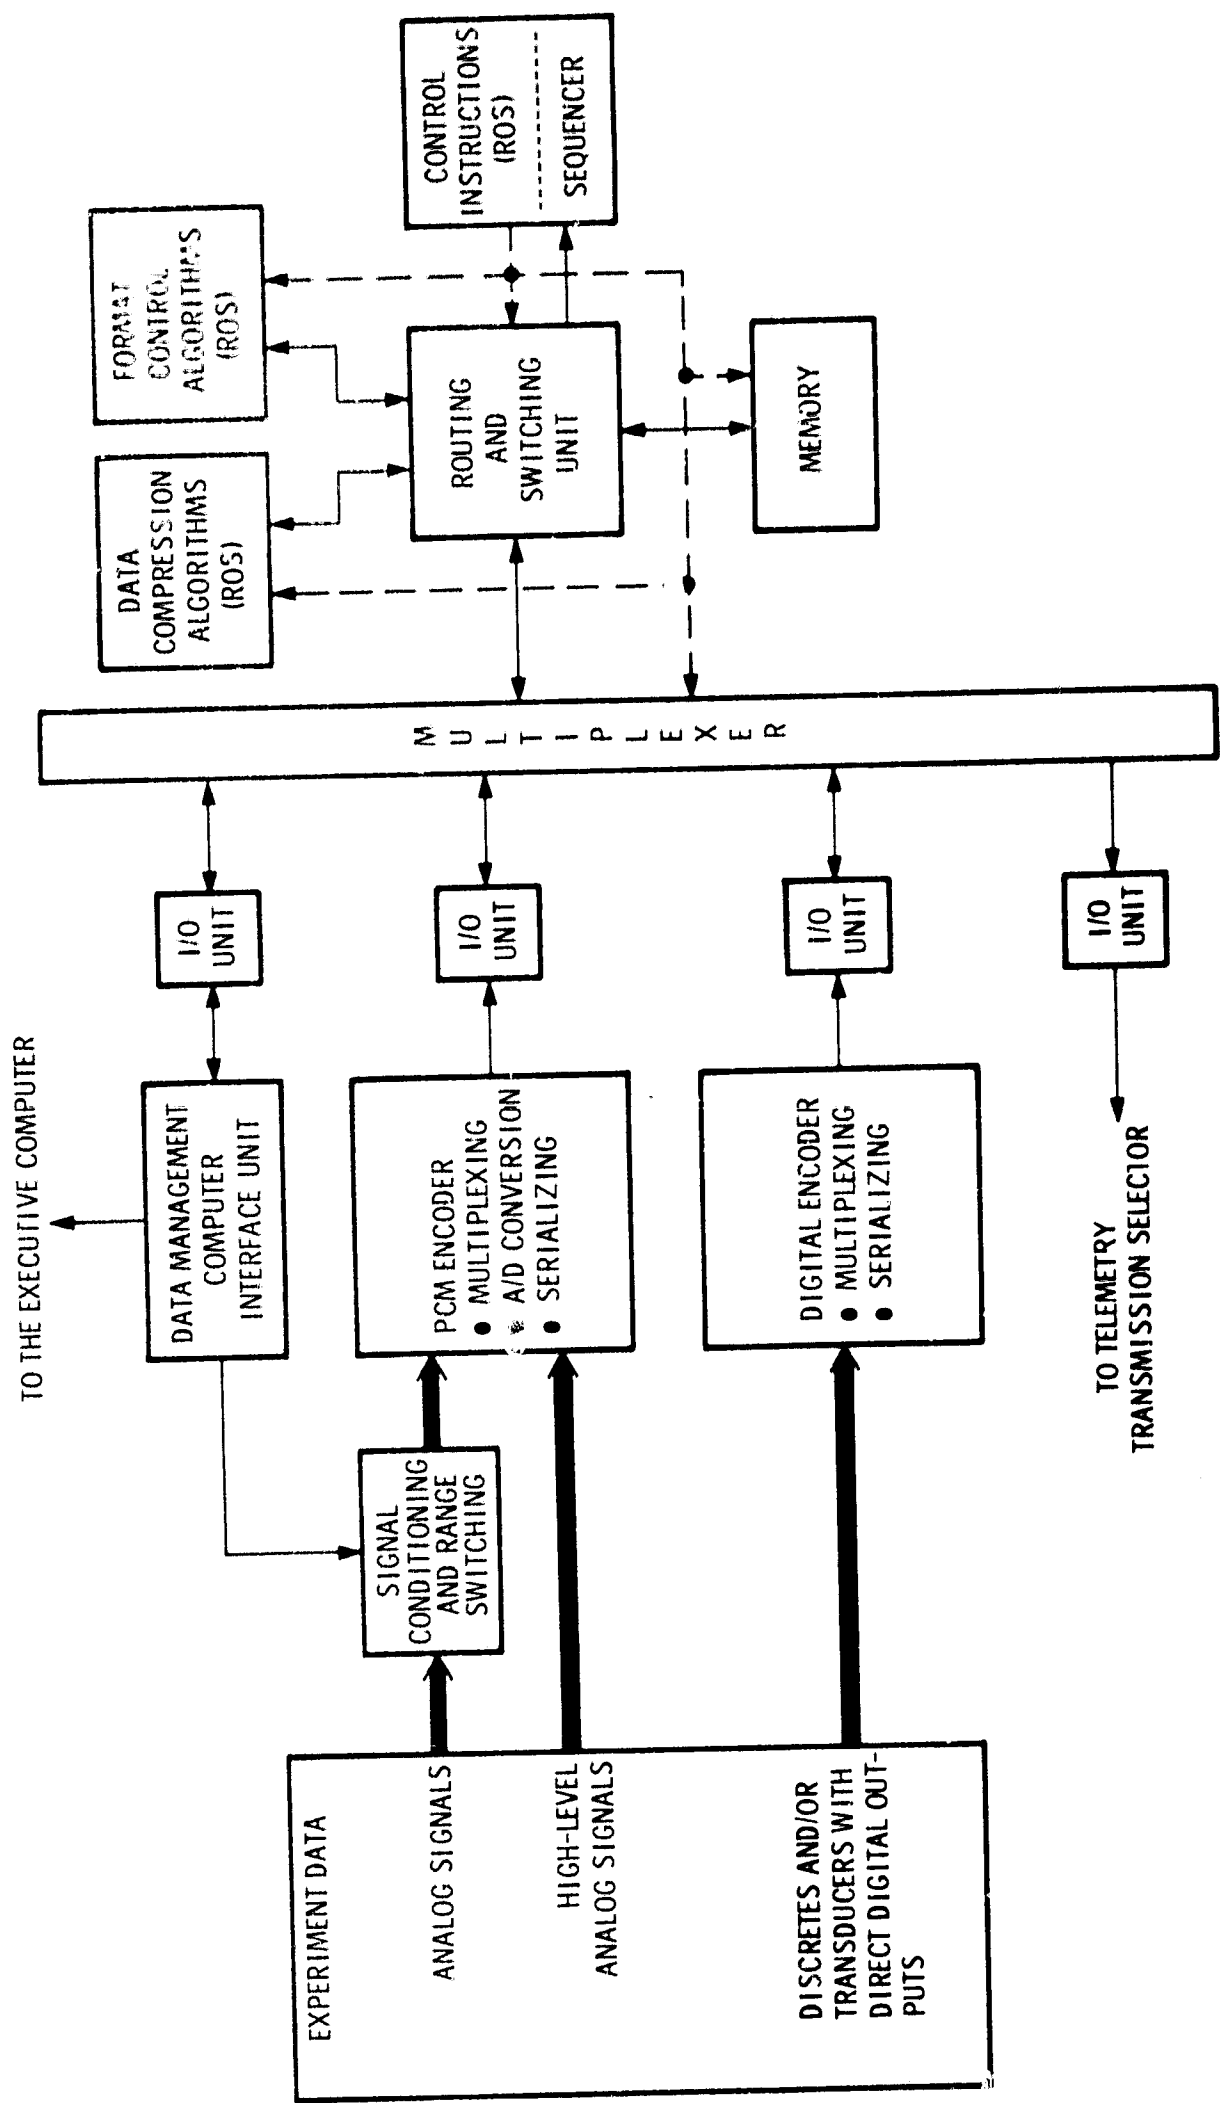 TO THE EXECUTIVE COMPUTER
EXPERIMENT DATA
ANALOG SIGNALS
HIGH-LEVEL
ANALOG SIGNALS
DISCRETES AND/OR
TRANSDUCERS WITH
DIRECT DIGITAL OUT-
PUTS
SIGNAL
CONDITIONING
AND RANGE
SWITCHING
DATA MANAGEMENT
COMPUTER
INTERFACE UNIT
PCM ENCODER
● MULTIPLEXING
● A/D CONVERSION
● SERIALIZING
DIGITAL ENCODER
● MULTIPLEXING
● SERIALIZING
TO TELEMETRY
TRANSMISSION SELECTOR
I/O
UNIT
I/O
UNIT
I/O
UNIT
I/O
UNIT
M
U
L
T
I
P
L
E
X
E
R
DATA
COMPRESSION
ALGORITHMS
(ROS)
FORMAT
CONTROL
ALGORITHMS
(ROS)
ROUTING
AND
SWITCHING
UNIT
MEMORY
CONTROL
INSTRUCTIONS
(ROS)
SEQUENCER